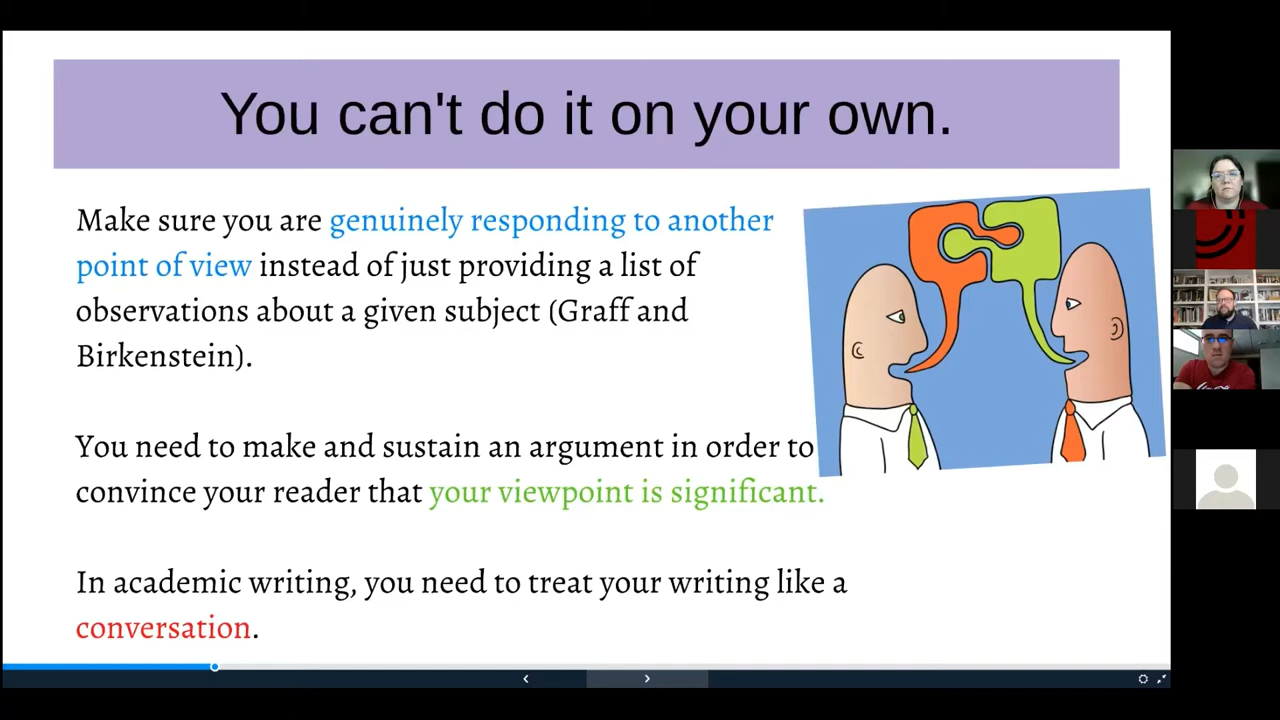 You can't do it on your own.
Make sure you are genuinely responding to another
point of view instead of just providing a list of
observations about a given subject (Graff and
Birkenstein).
You need to make and sustain an argument in order to
convince your reader that your viewpoint is significant.
In academic writing, you need to treat your writing like a
conversation.